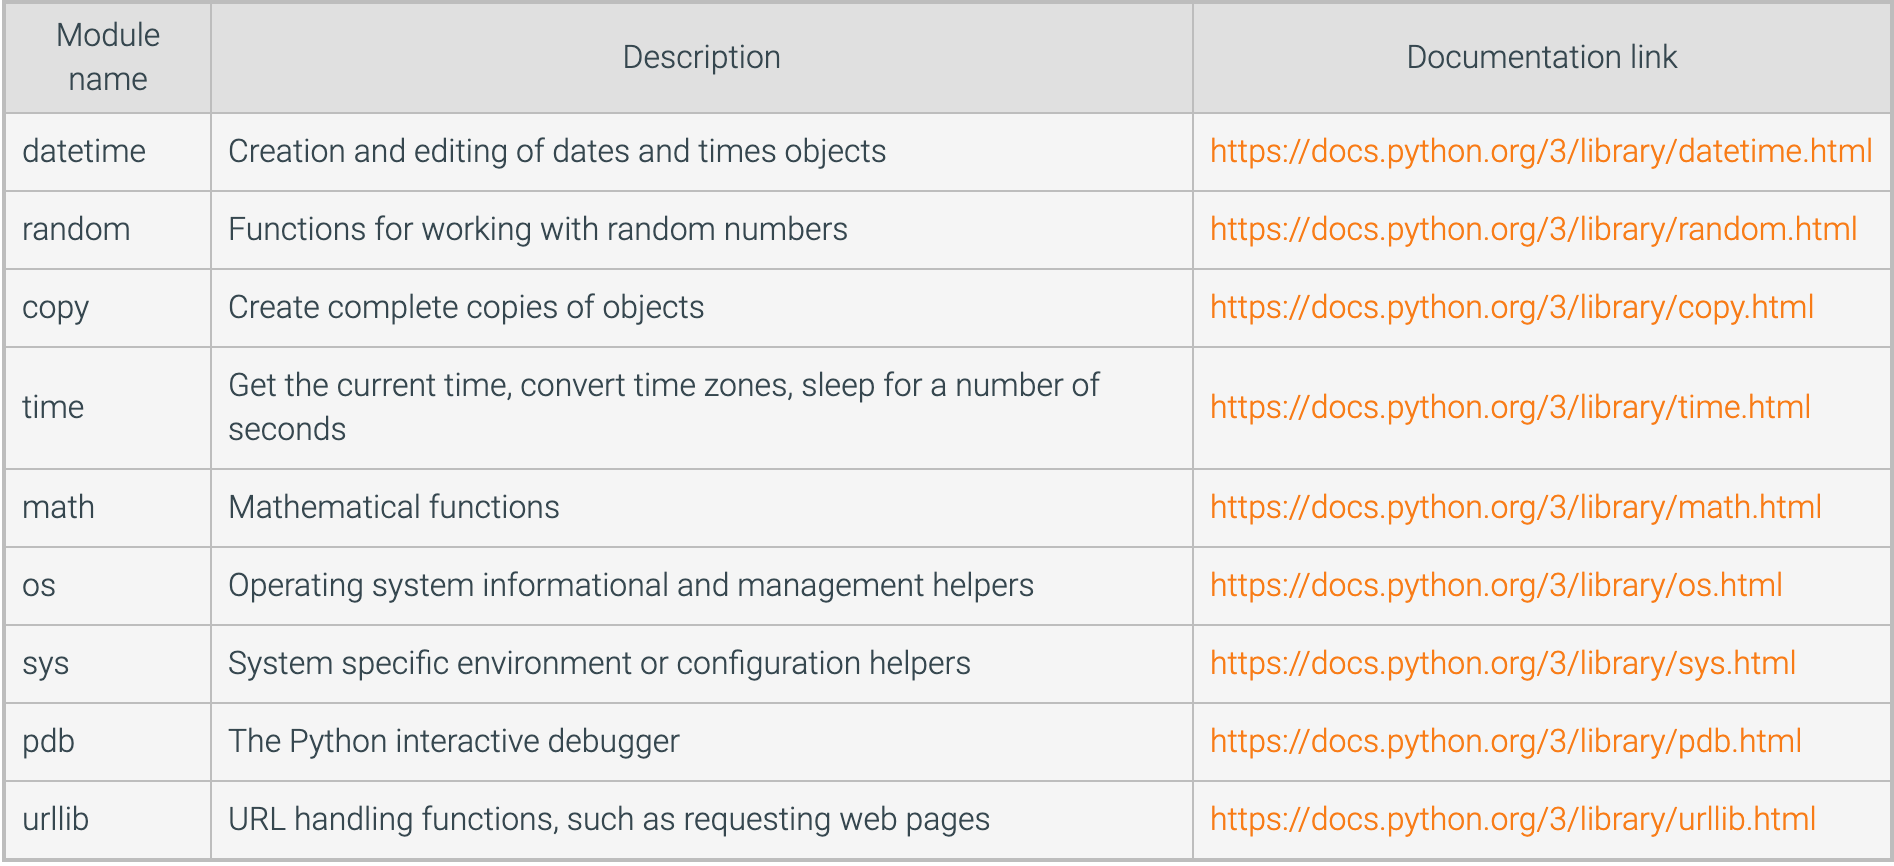 Module
name
Description
Documentation link
datetime
Creation and editing of dates and times objects
https://docs.python.org/3/library/datetime.html
random
Functions for working with random numbers
https://docs.python.org/3/library/random.html
copy
Create complete copies of objects
https://docs.python.org/3/library/copy.html
time
Get the current time, convert time zones, sleep for a number of
seconds
https://docs.python.org/3/library/time.html
math
Mathematical functions
https://docs.python.org/3/library/math.html
os
Operating system informational and management helpers
https://docs.python.org/3/library/os.html
sys
System specific environment or configuration helpers
https://docs.python.org/3/library/sys.html
pdb
The Python interactive debugger
https://docs.python.org/3/library/pdb.html
urllib
URL handling functions, such as requesting web pages
https://docs.python.org/3/library/urllib.html